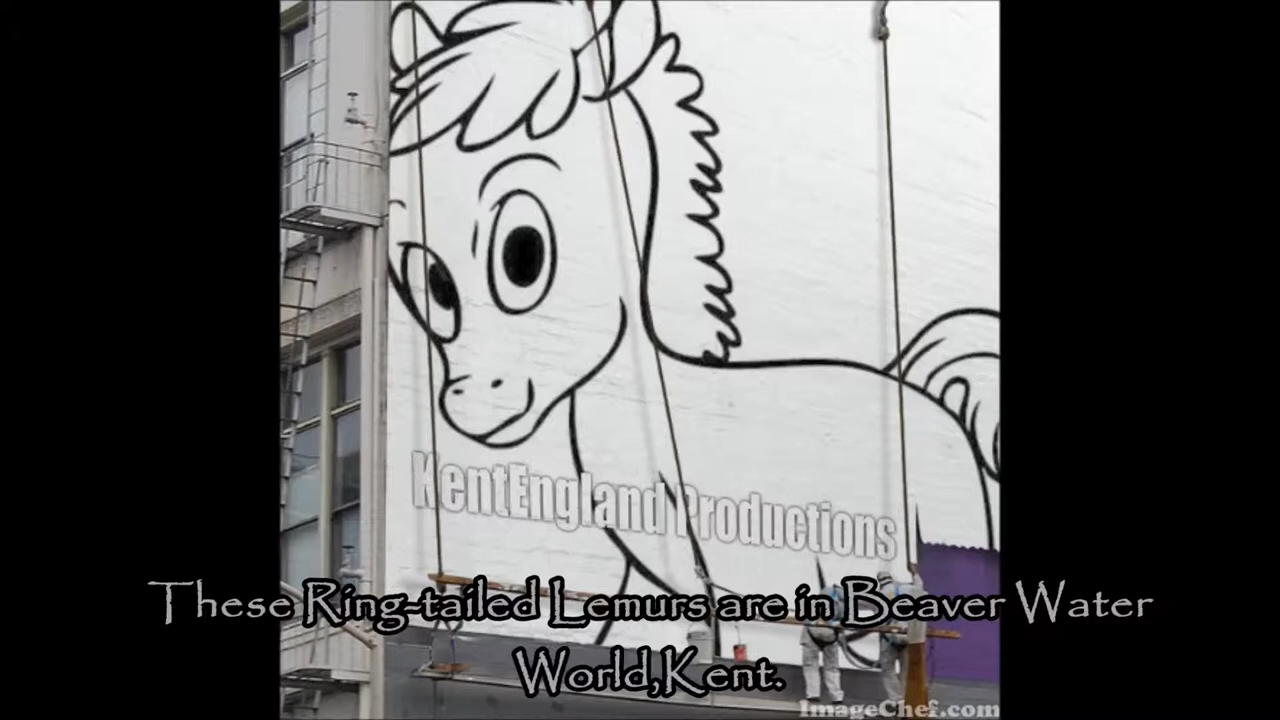 KentEngland Productions
These Ring-tailed Lemurs are in Beaver Water
World,Kent.
ImageChef.com